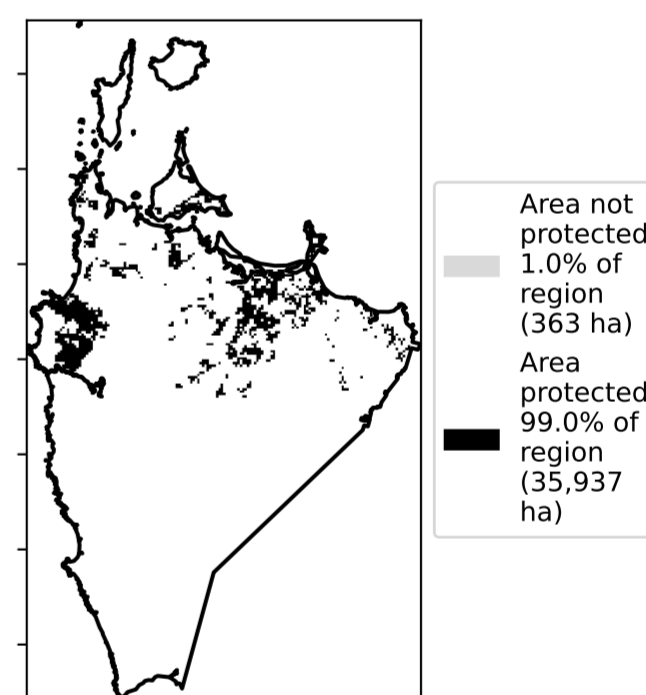 Area not
protected
1.0% of
region
(363 ha)
Area
protected
99.0% of
region
(35,937
ha)